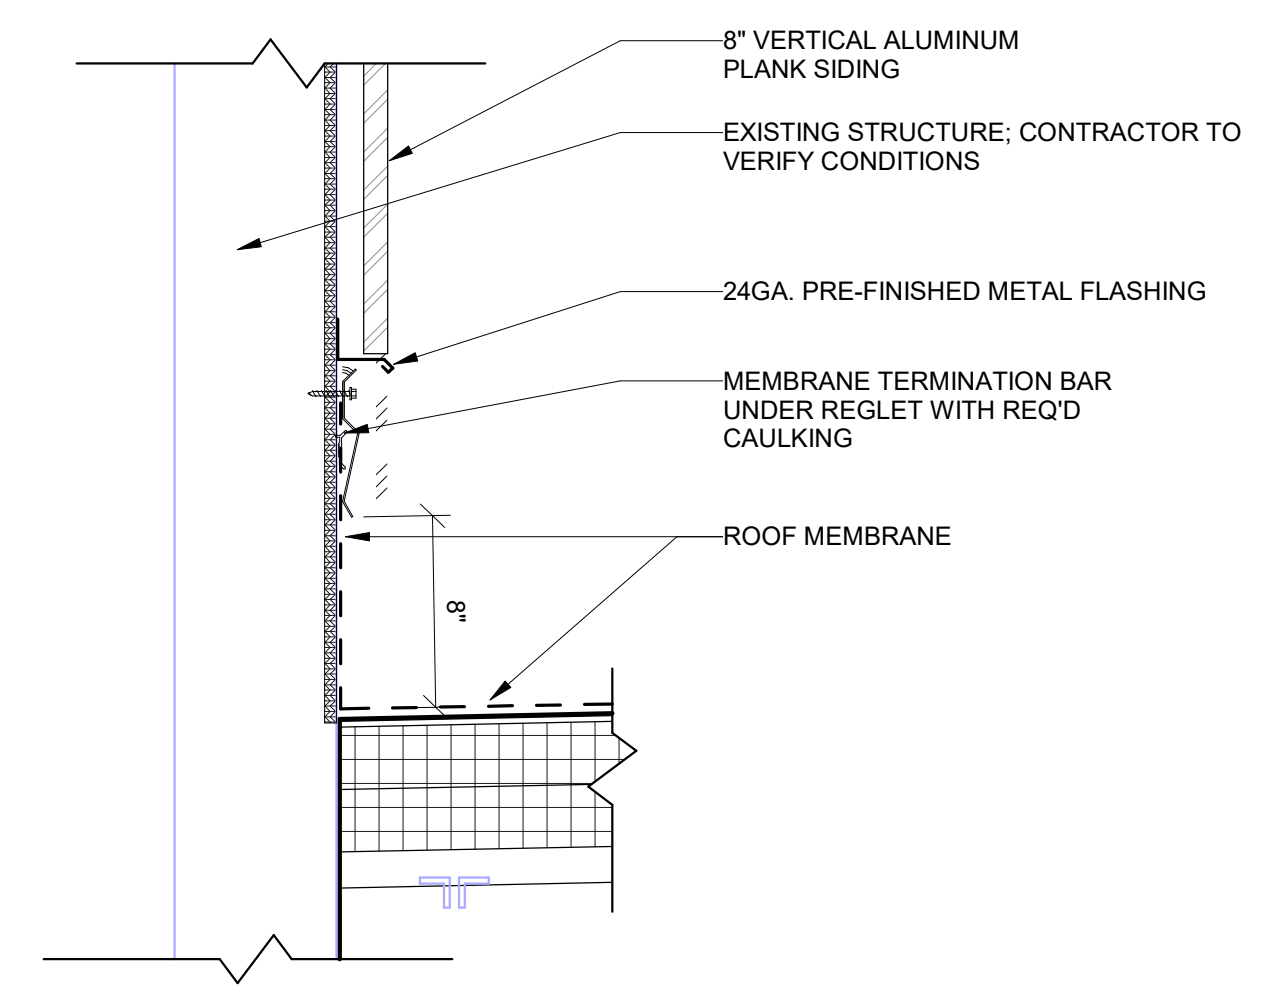 8" VERTICAL ALUMINUM
PLANK SIDING
EXISTING STRUCTURE; CONTRACTOR TO
VERIFY CONDITIONS
24GA. PRE-FINISHED METAL FLASHING
MEMBRANE TERMINATION BAR
UNDER REGLET WITH REQ'D
CAULKING
ROOF MEMBRANE
8"